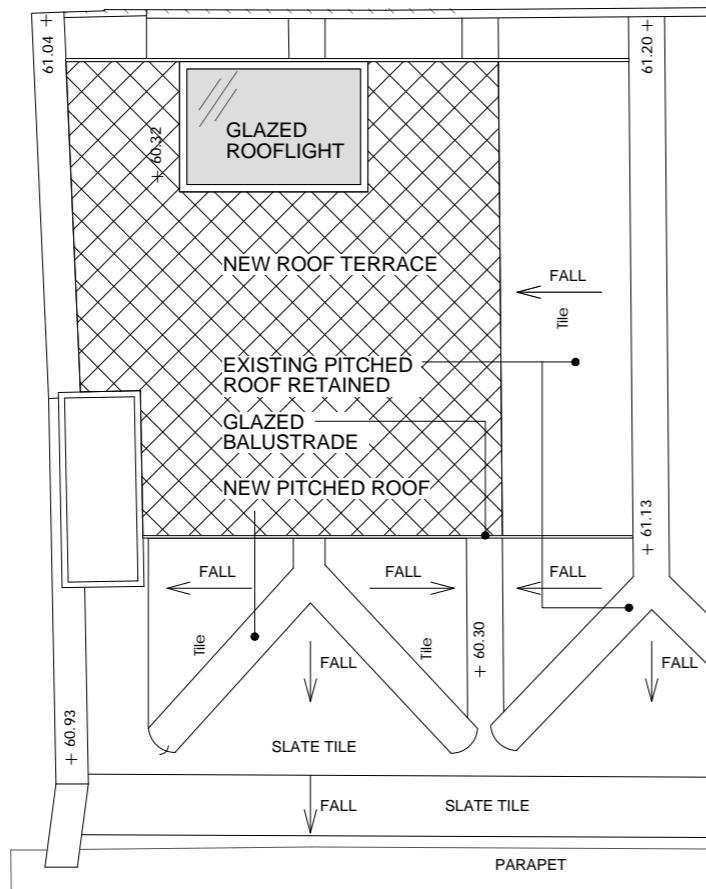 61.04
61.20
GLAZED
ROOFLIGHT
60.32
NEW ROOF TERRACE
FALL
Tile
EXISTING PITCHED
ROOF RETAINED
GLAZED
BALUSTRADE
NEW PITCHED ROOF
61.13
FALL
FALL
FALL
Tile
Tile
60.30
FALL
FALL
60.93
SLATE TILE
FALL
SLATE TILE
PARAPET